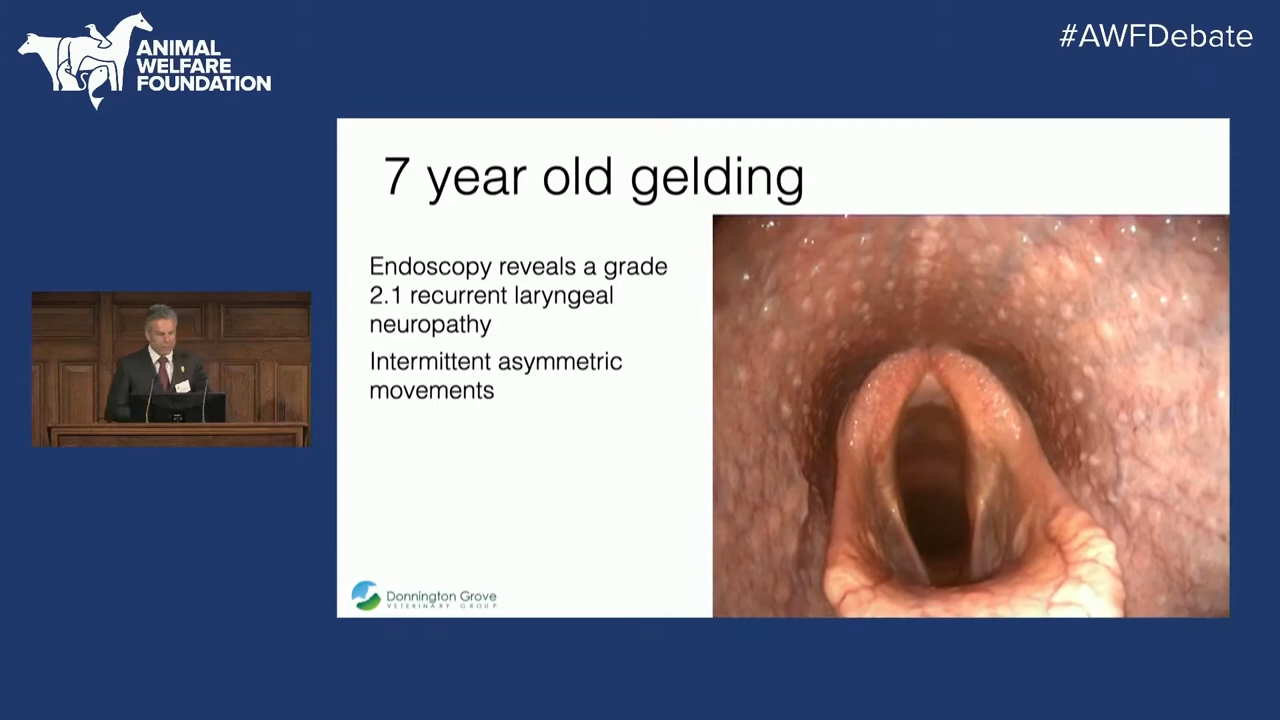 ANIMAL
WELFARE
FOUNDATION
#AWFDebate
7 year old gelding
Endoscopy reveals a grade
2.1 recurrent laryngeal
neuropathy
Intermittent asymmetric
movements
Donnington Grove
VETERINARY GROUP